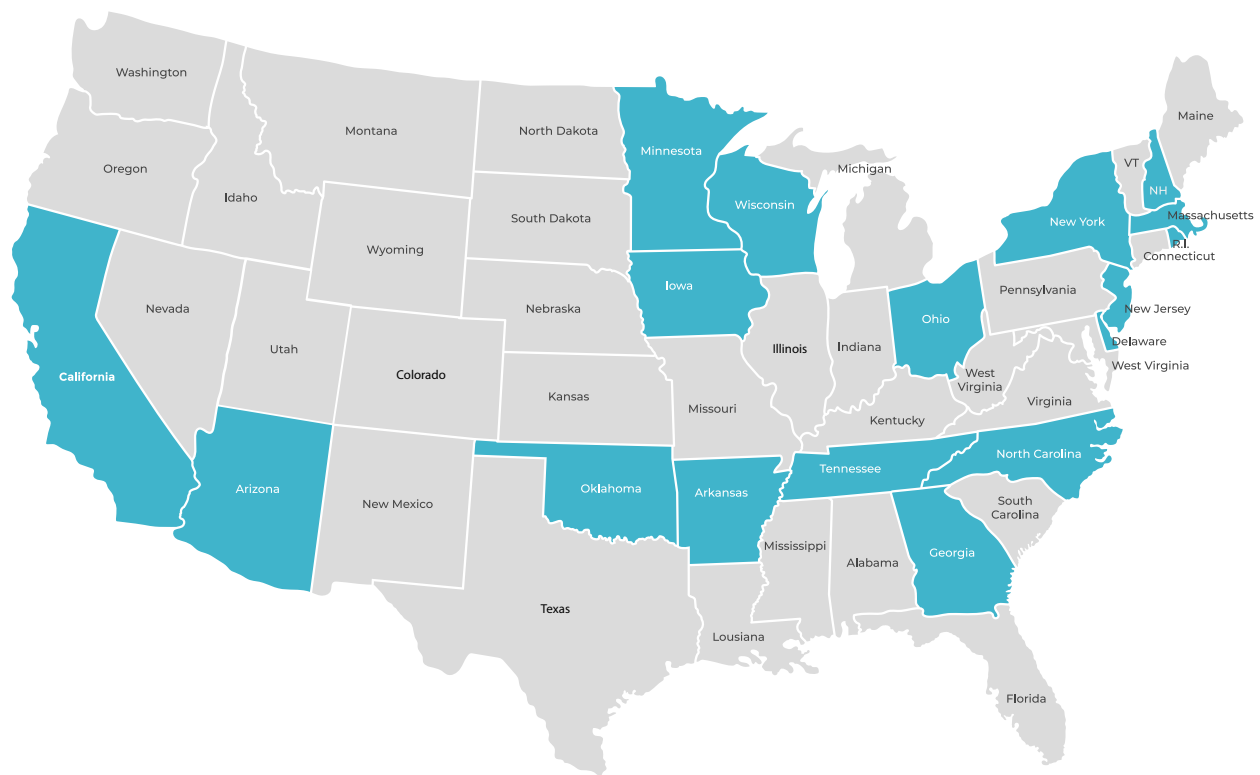 Washington
Montana
North Dakota
Minnesota
Maine
Oregon
Idaho
Michigan
VT
NH
South Dakota
Wisconsin
Massachusetts
New York
Wyoming
R.I.
Connecticut
Iowa
Pennsylvania
Nevada
Nebraska
New Jersey
Ohio
Utah
Illinois
Indiana
Delaware
California
Colorado
West Virginia
West
Virginia
Kansas
Virginia
Missouri
Kentucky
North Carolina
Tennessee
Arizona
Oklahoma
Arkansas
New Mexico
South
Carolina
Mississippi
Georgia
Alabama
Texas
Lousiana
Florida